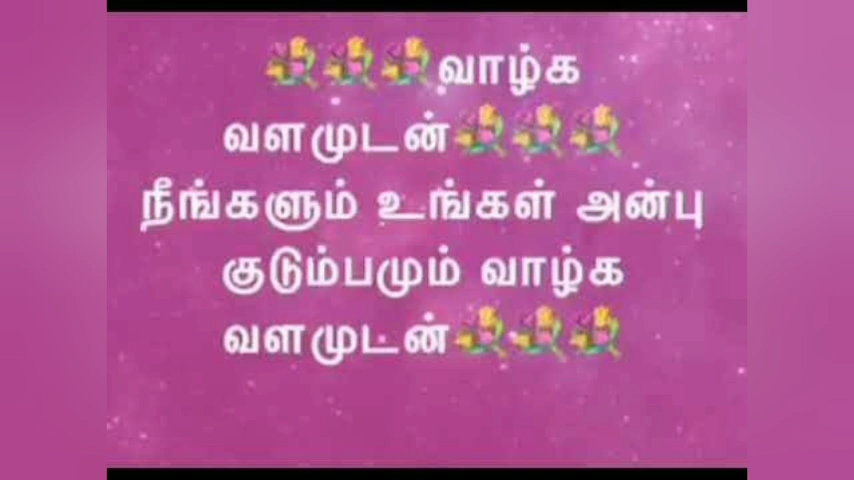 💐💐💐வாழ்க
வளமுடன்💐💐💐
நீங்களும் உங்கள் அன்பு
குடும்பமும் வாழ்க
வளமுடன்💐💐💐